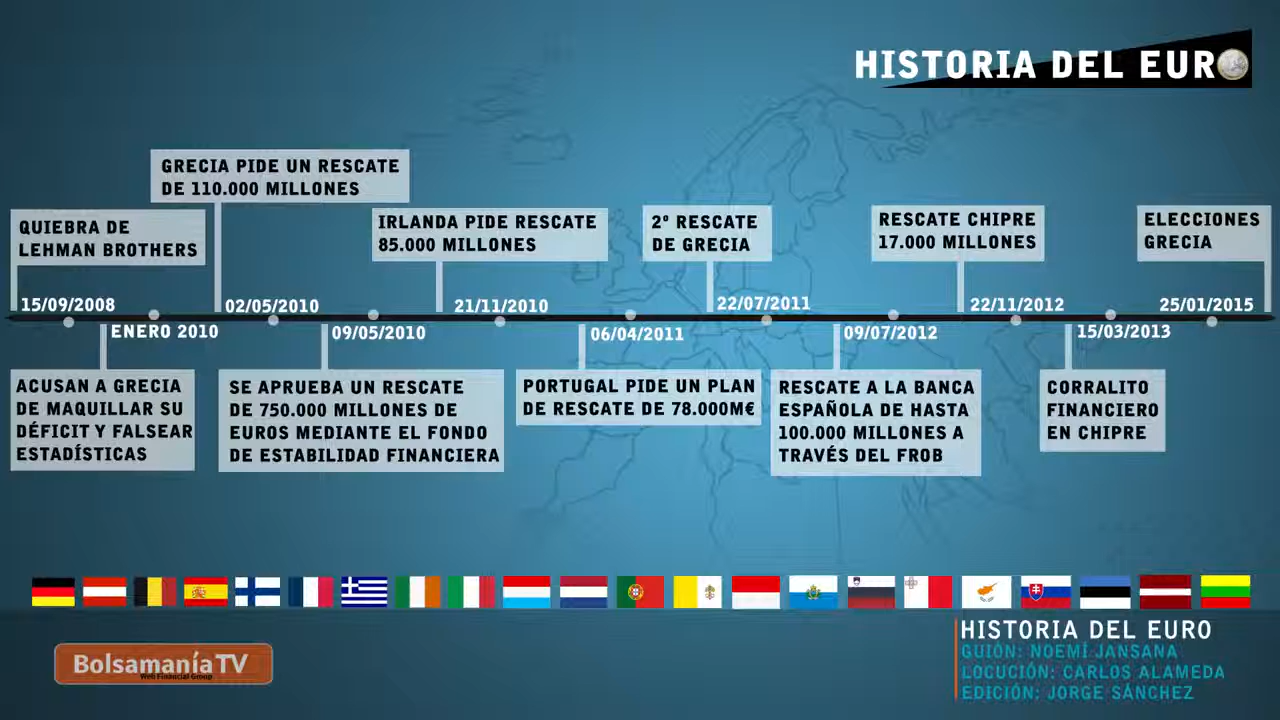 HISTORIA DEL EURO
GRECIA PIDE UN RESCATE
DE 110.000 MILLONES
QUIEBRA DE
LEHMAN BROTHERS
IRLANDA PIDE RESCATE
85.000 MILLONES
2º RESCATE
DE GRECIA
RESCATE CHIPRE
17.000 MILLONES
ELECCIONES
GRECIA
15/09/2008
02/05/2010
21/11/2010
22/07/2011
22/11/2012
25/01/2015
ENERO 2010
09/05/2010
06/04/2011
09/07/2012
15/03/2013
ACUSAN A GRECIA
DE MAQUILLAR SU
DÉFICIT Y FALSEAR
ESTADÍSTICAS
SE APRUEBA UN RESCATE
DE 750.000 MILLONES DE
EUROS MEDIANTE EL FONDO
DE ESTABILIDAD FINANCIERA
PORTUGAL PIDE UN PLAN
DE RESCATE DE 78.000M€
RESCATE A LA BANCA
ESPAÑOLA DE HASTA
100.000 MILLONES A
TRAVÉS DEL FROB
CORRALITO
FINANCIERO
EN CHIPRE
BolsamaníaTV
Web Financial Group
HISTORIA DEL EURO
GUIÓN: NOEMÍ JANSANA
LOCUCIÓN: CARLOS ALAMEDA
EDICIÓN: JORGE SÁNCHEZ